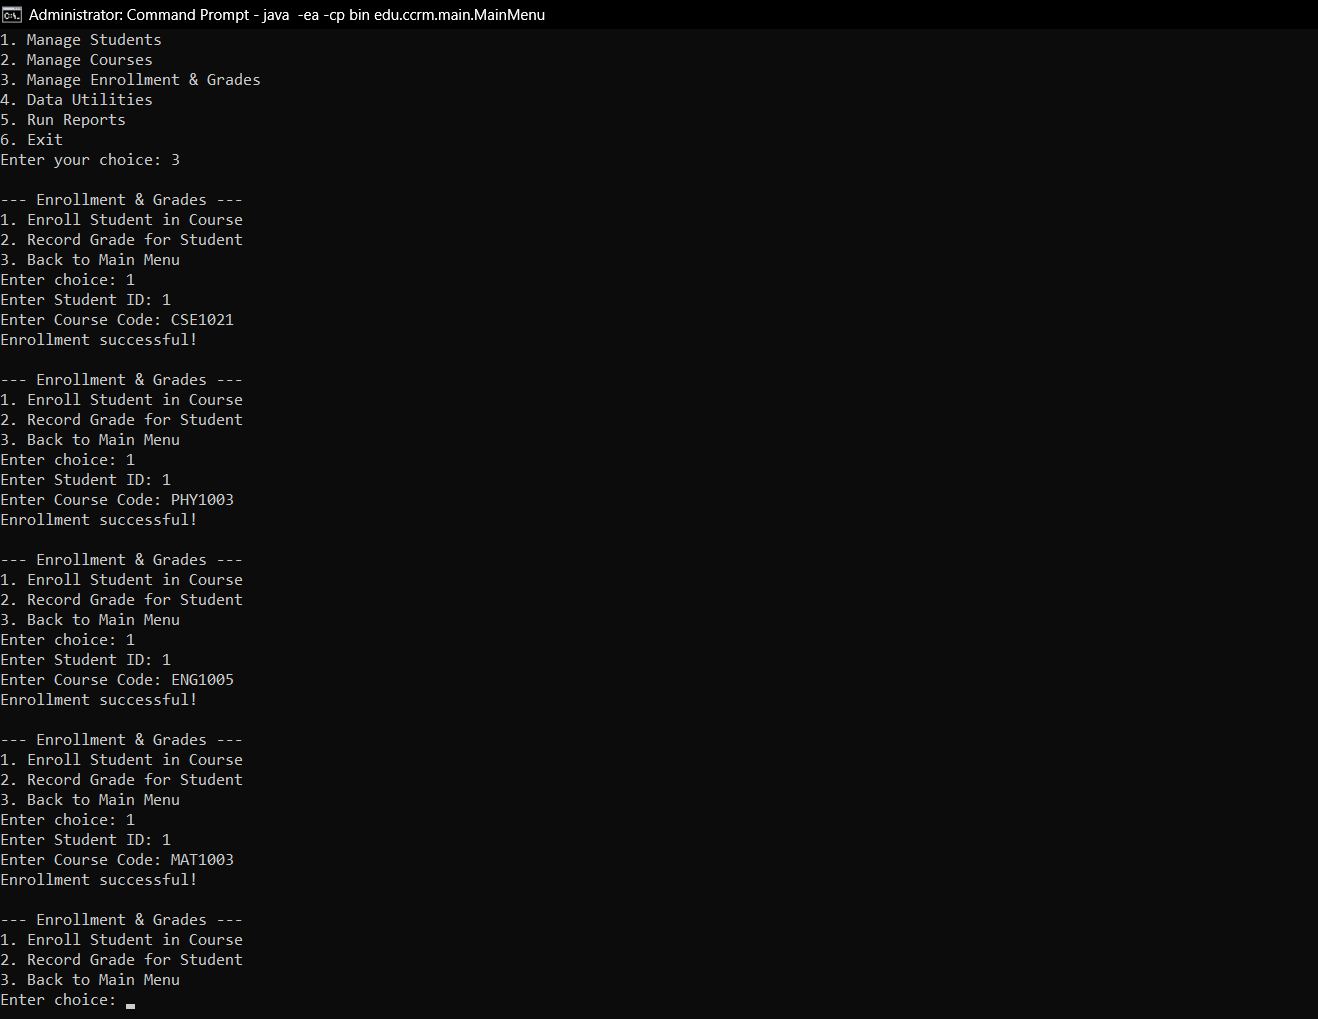 Administrator: Command Prompt - java  -ea -cp bin edu.ccrm.main.MainMenu
1. Manage Students
2. Manage Courses
3. Manage Enrollment & Grades
4. Data Utilities
5. Run Reports
6. Exit
Enter your choice: 3

--- Enrollment & Grades ---
1. Enroll Student in Course
2. Record Grade for Student
3. Back to Main Menu
Enter choice: 1
Enter Student ID: 1
Enter Course Code: CSE1021
Enrollment successful!

--- Enrollment & Grades ---
1. Enroll Student in Course
2. Record Grade for Student
3. Back to Main Menu
Enter choice: 1
Enter Student ID: 1
Enter Course Code: PHY1003
Enrollment successful!

--- Enrollment & Grades ---
1. Enroll Student in Course
2. Record Grade for Student
3. Back to Main Menu
Enter choice: 1
Enter Student ID: 1
Enter Course Code: ENG1005
Enrollment successful!

--- Enrollment & Grades ---
1. Enroll Student in Course
2. Record Grade for Student
3. Back to Main Menu
Enter choice: 1
Enter Student ID: 1
Enter Course Code: MAT1003
Enrollment successful!

--- Enrollment & Grades ---
1. Enroll Student in Course
2. Record Grade for Student
3. Back to Main Menu
Enter choice: